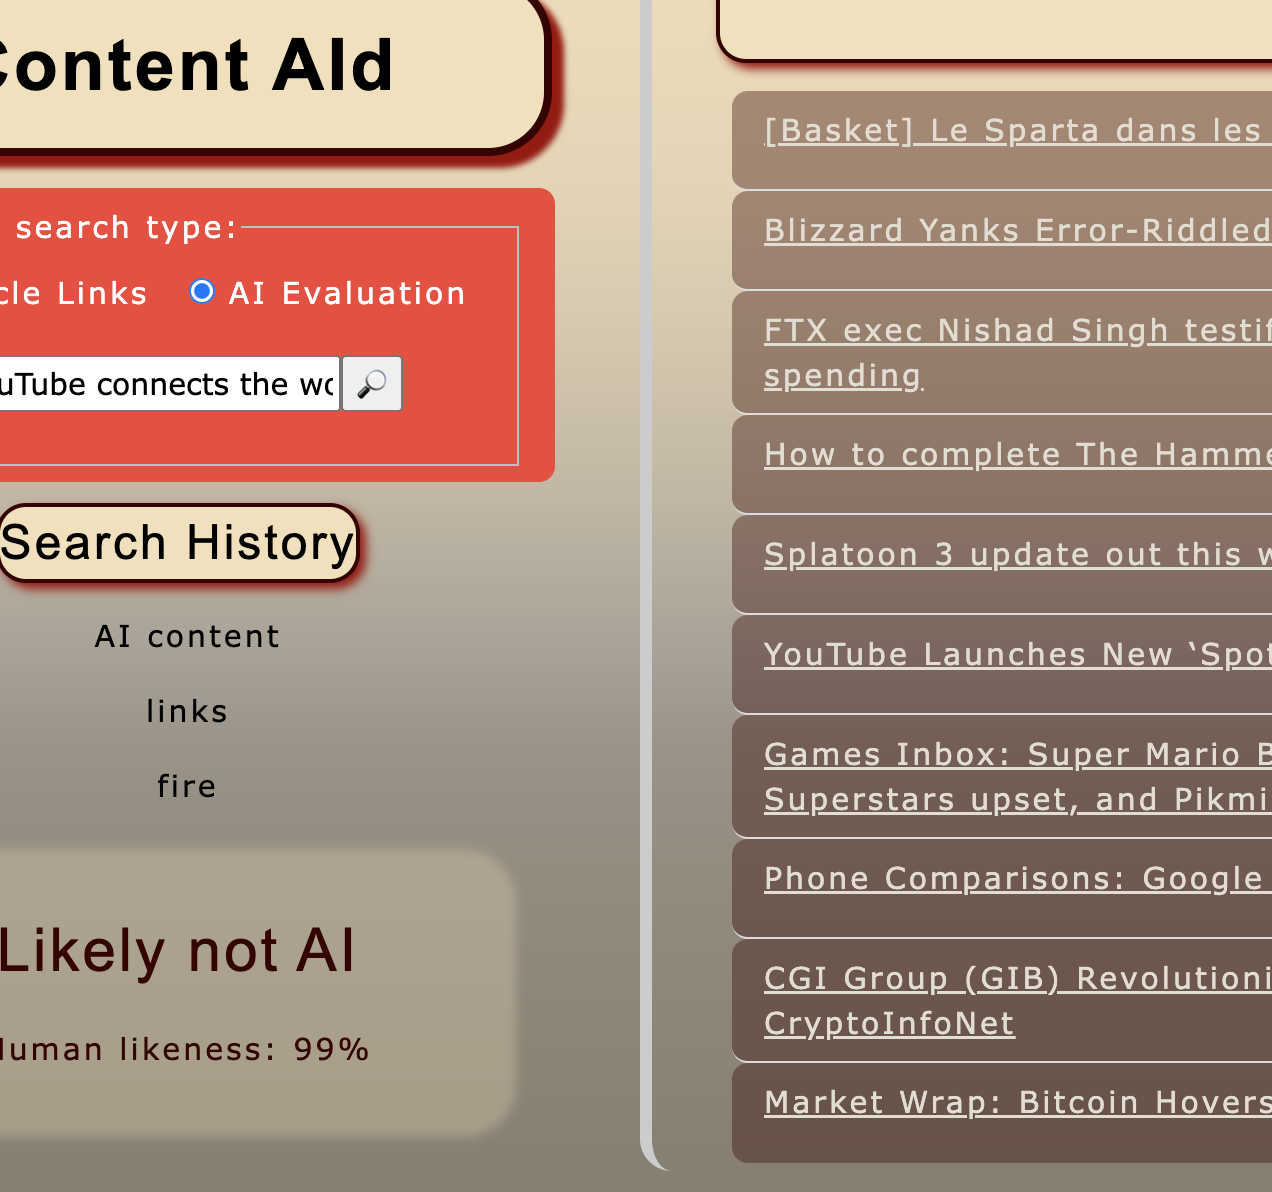 Content AId
search type:
cle Links
AI Evaluation
uTube connects the wo
Search History
AI content
links
fire
Likely not AI
Human likeness: 99%
[Basket] Le Sparta dans les
Blizzard Yanks Error-Riddled
FTX exec Nishad Singh testif
spending
How to complete The Hamme
Splatoon 3 update out this w
YouTube Launches New ‘Spot
Games Inbox: Super Mario B
Superstars upset, and Pikmi
Phone Comparisons: Google
CGI Group (GIB) Revolutioni
CryptoInfoNet
Market Wrap: Bitcoin Hovers